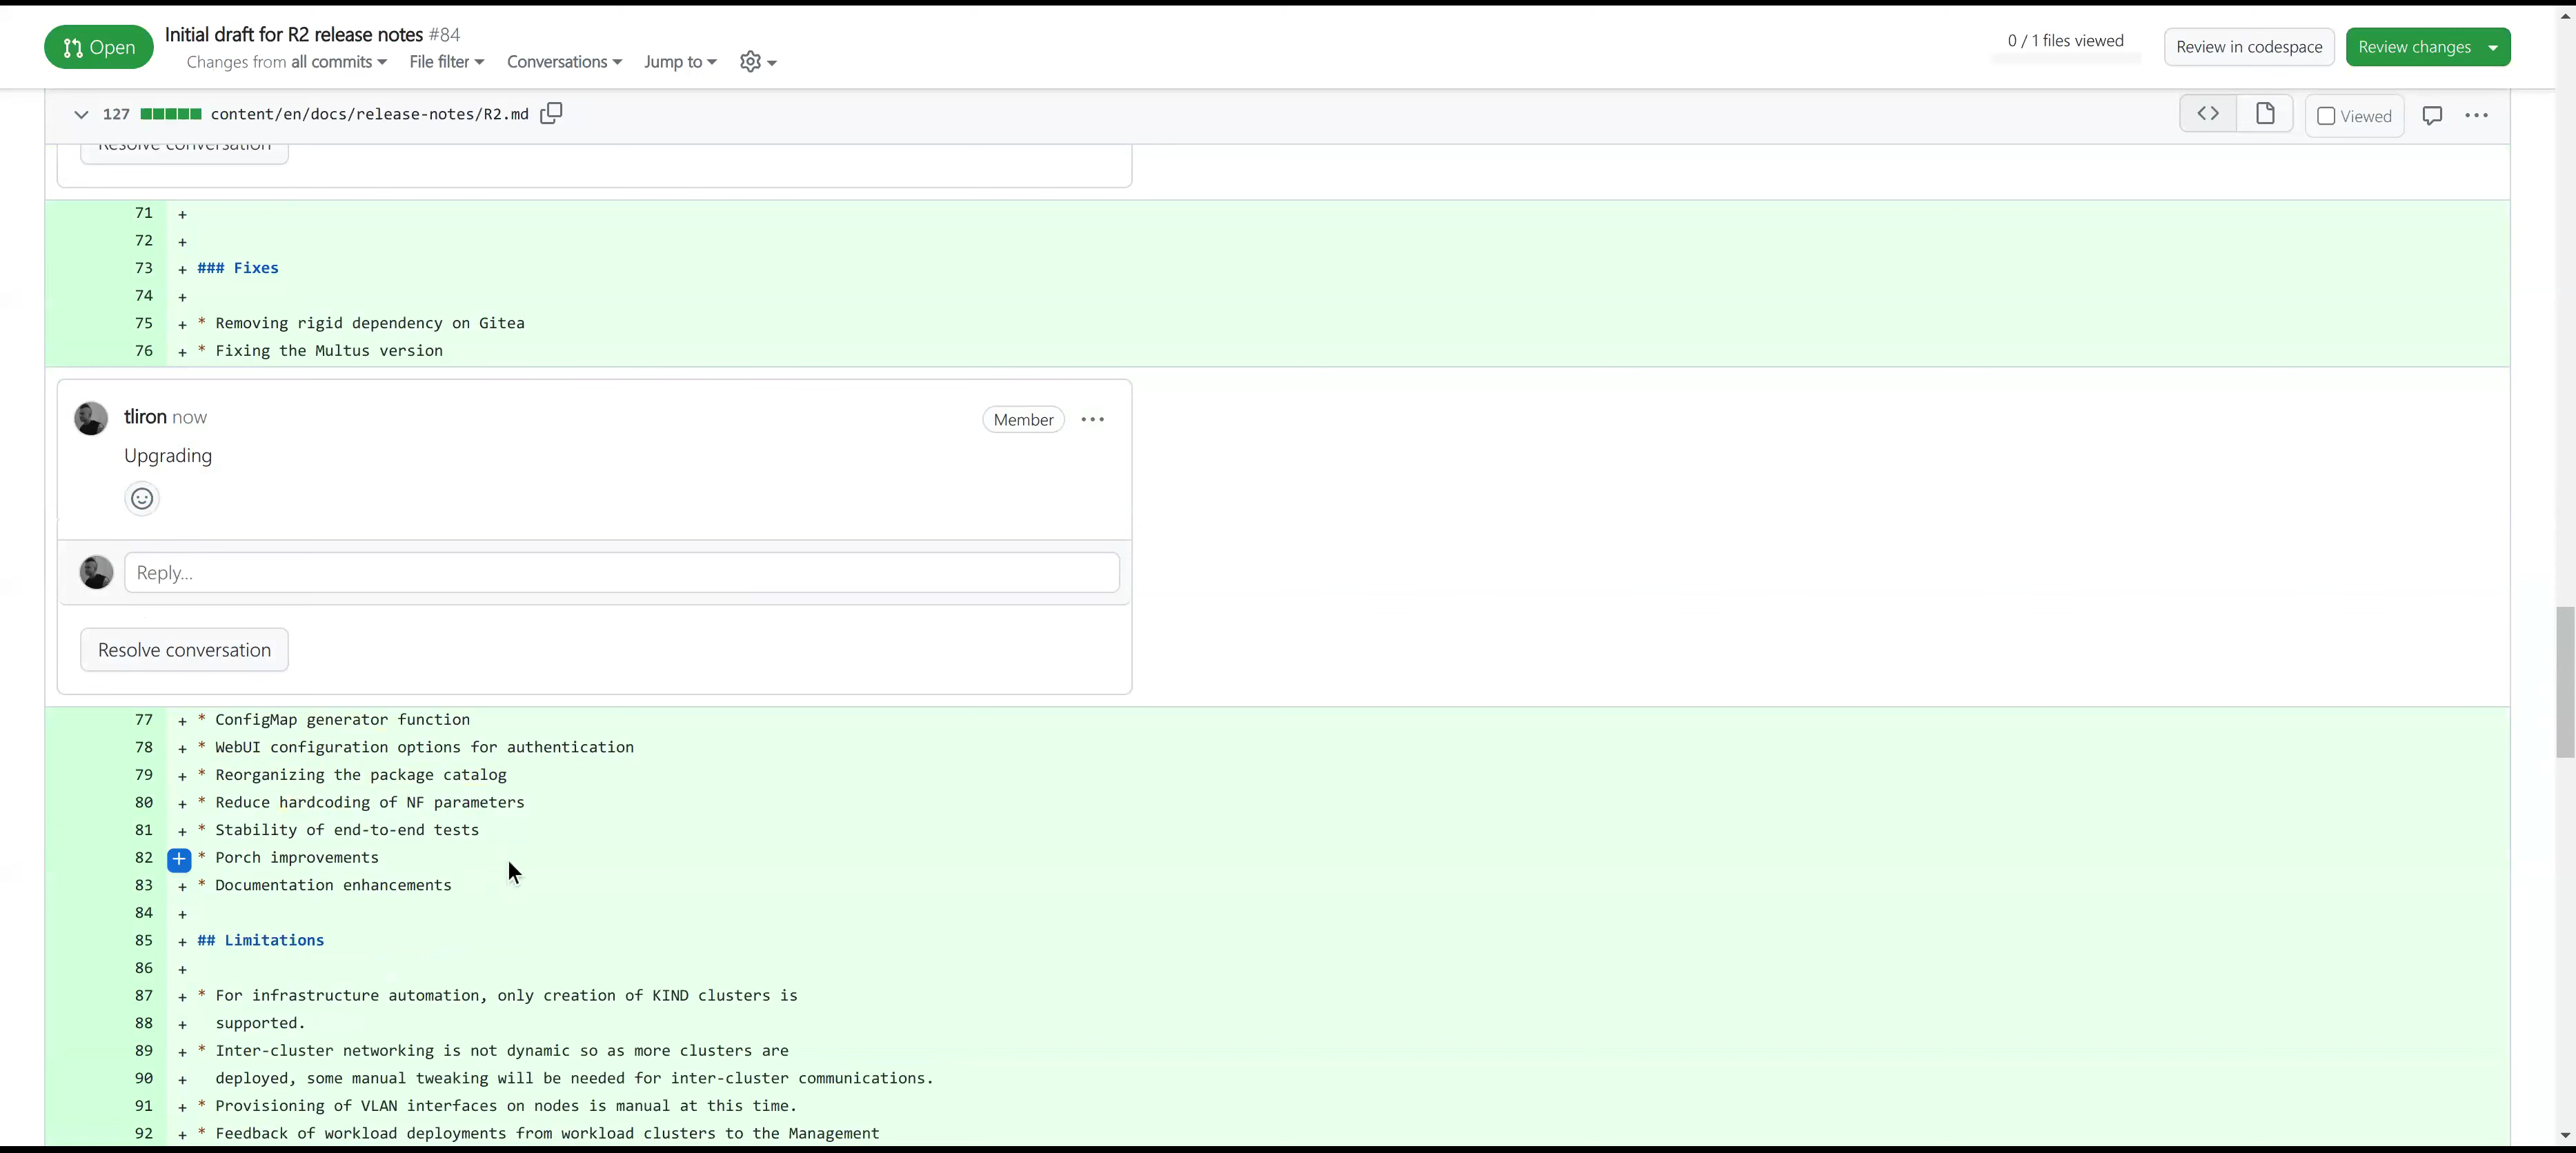 Open
Initial draft for R2 release notes #84
Changes from all commits File filter Conversations Jump to
0 / 1 files viewed
Review in codespace
Review changes
127 content/en/docs/release-notes/R2.md
Viewed
Resolve conversation
71 +
72 +
73 + ### Fixes
74 +
75 + * Removing rigid dependency on Gitea
76 + * Fixing the Multus version
tliron now
Member
Upgrading
Reply...
Resolve conversation
77 + * ConfigMap generator function
78 + * WebUI configuration options for authentication
79 + * Reorganizing the package catalog
80 + * Reduce hardcoding of NF parameters
81 + * Stability of end-to-end tests
82 + * Porch improvements
83 + * Documentation enhancements
84 +
85 + ## Limitations
86 +
87 + * For infrastructure automation, only creation of KIND clusters is
88 + supported.
89 + * Inter-cluster networking is not dynamic so as more clusters are
90 + deployed, some manual tweaking will be needed for inter-cluster communications.
91 + * Provisioning of VLAN interfaces on nodes is manual at this time.
92 + * Feedback of workload deployments from workload clusters to the Management